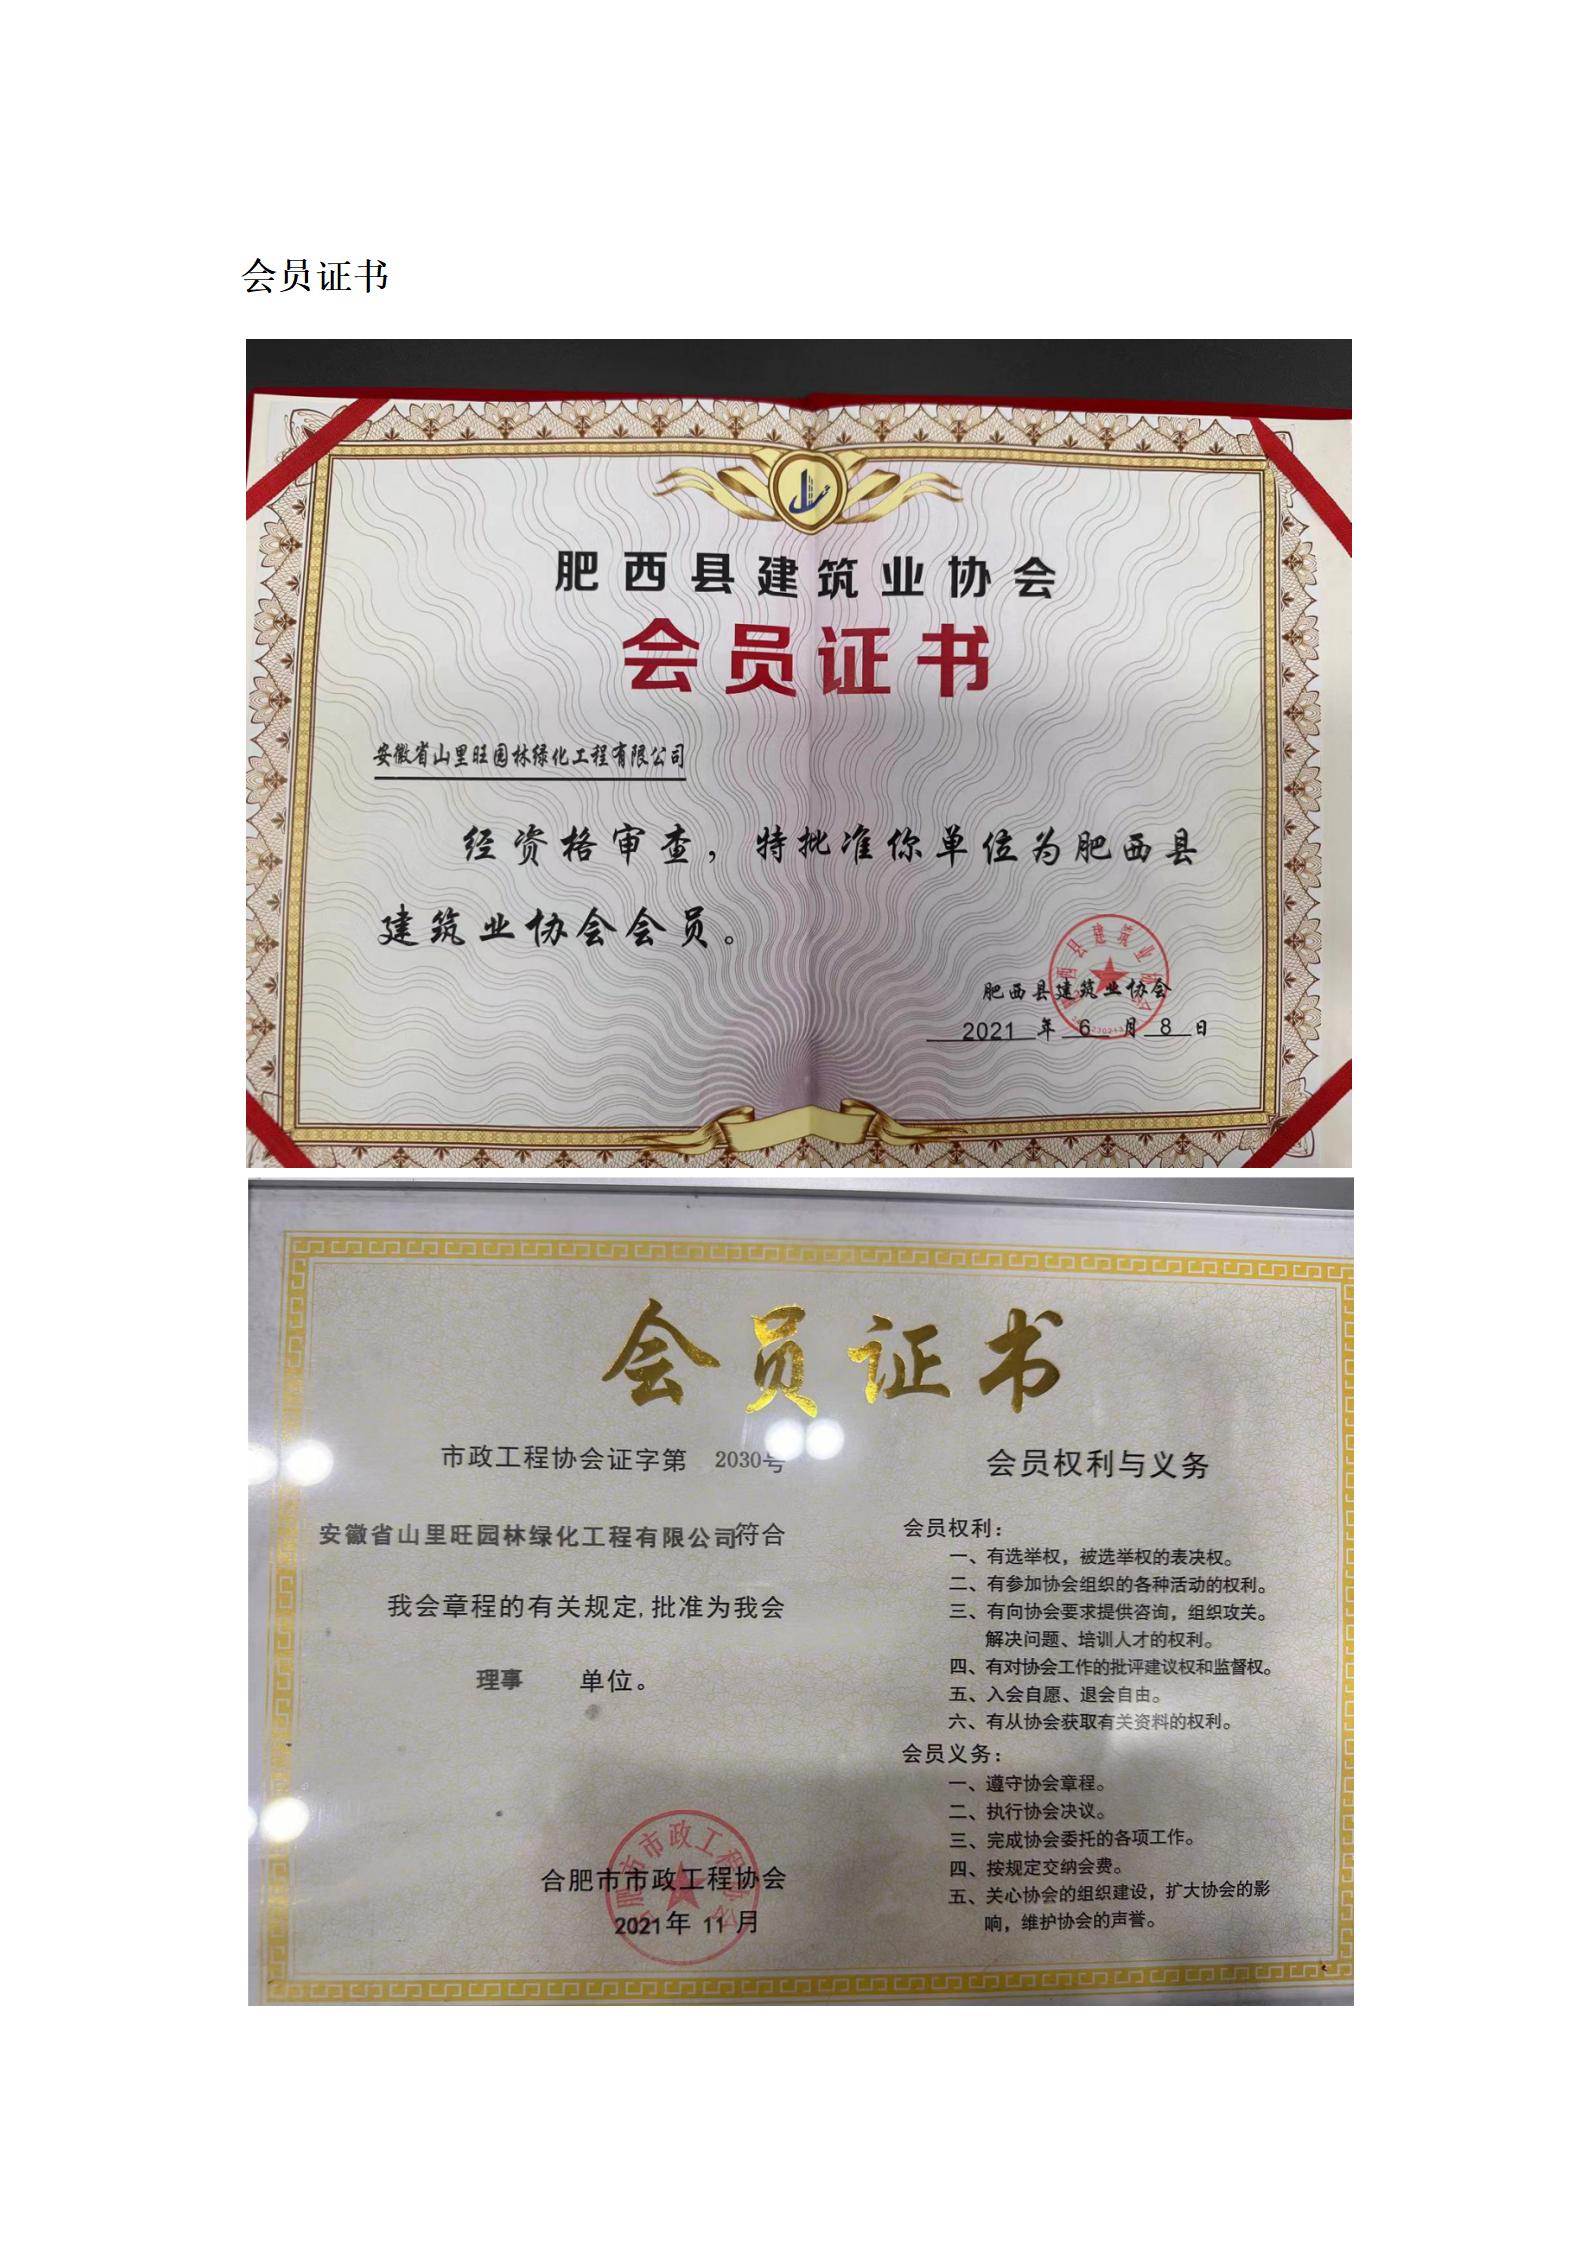 会员证书
肥西县建筑业协会
会员证书
安徽省山里旺园林绿化工程有限公司
经资格审查，特批准你单位为肥西县
建筑业协会会员。
肥西县建筑业协会
2021 年 6 月 8 日
会员证书
市政工程协会证字第 2030号
安徽省山里旺园林绿化工程有限公司符合
我会章程的有关规定,批准为我会
理事 单位。
合肥市市政工程协会
2021年 11 月
会员权利与义务
会员权利：
一、有选举权，被选举权的表决权。
二、有参加协会组织的各种活动的权利。
三、有向协会要求提供咨询，组织攻关。
解决问题、培训人才的权利。
四、有对协会工作的批评建议权和监督权。
五、入会自愿、退会自由。
六、有从协会获取有关资料的权利。
会员义务：
一、遵守协会章程。
二、执行协会决议。
三、完成协会委托的各项工作。
四、按规定交纳会费。
五、关心协会的组织建设，扩大协会的影
响，维护协会的声誉。